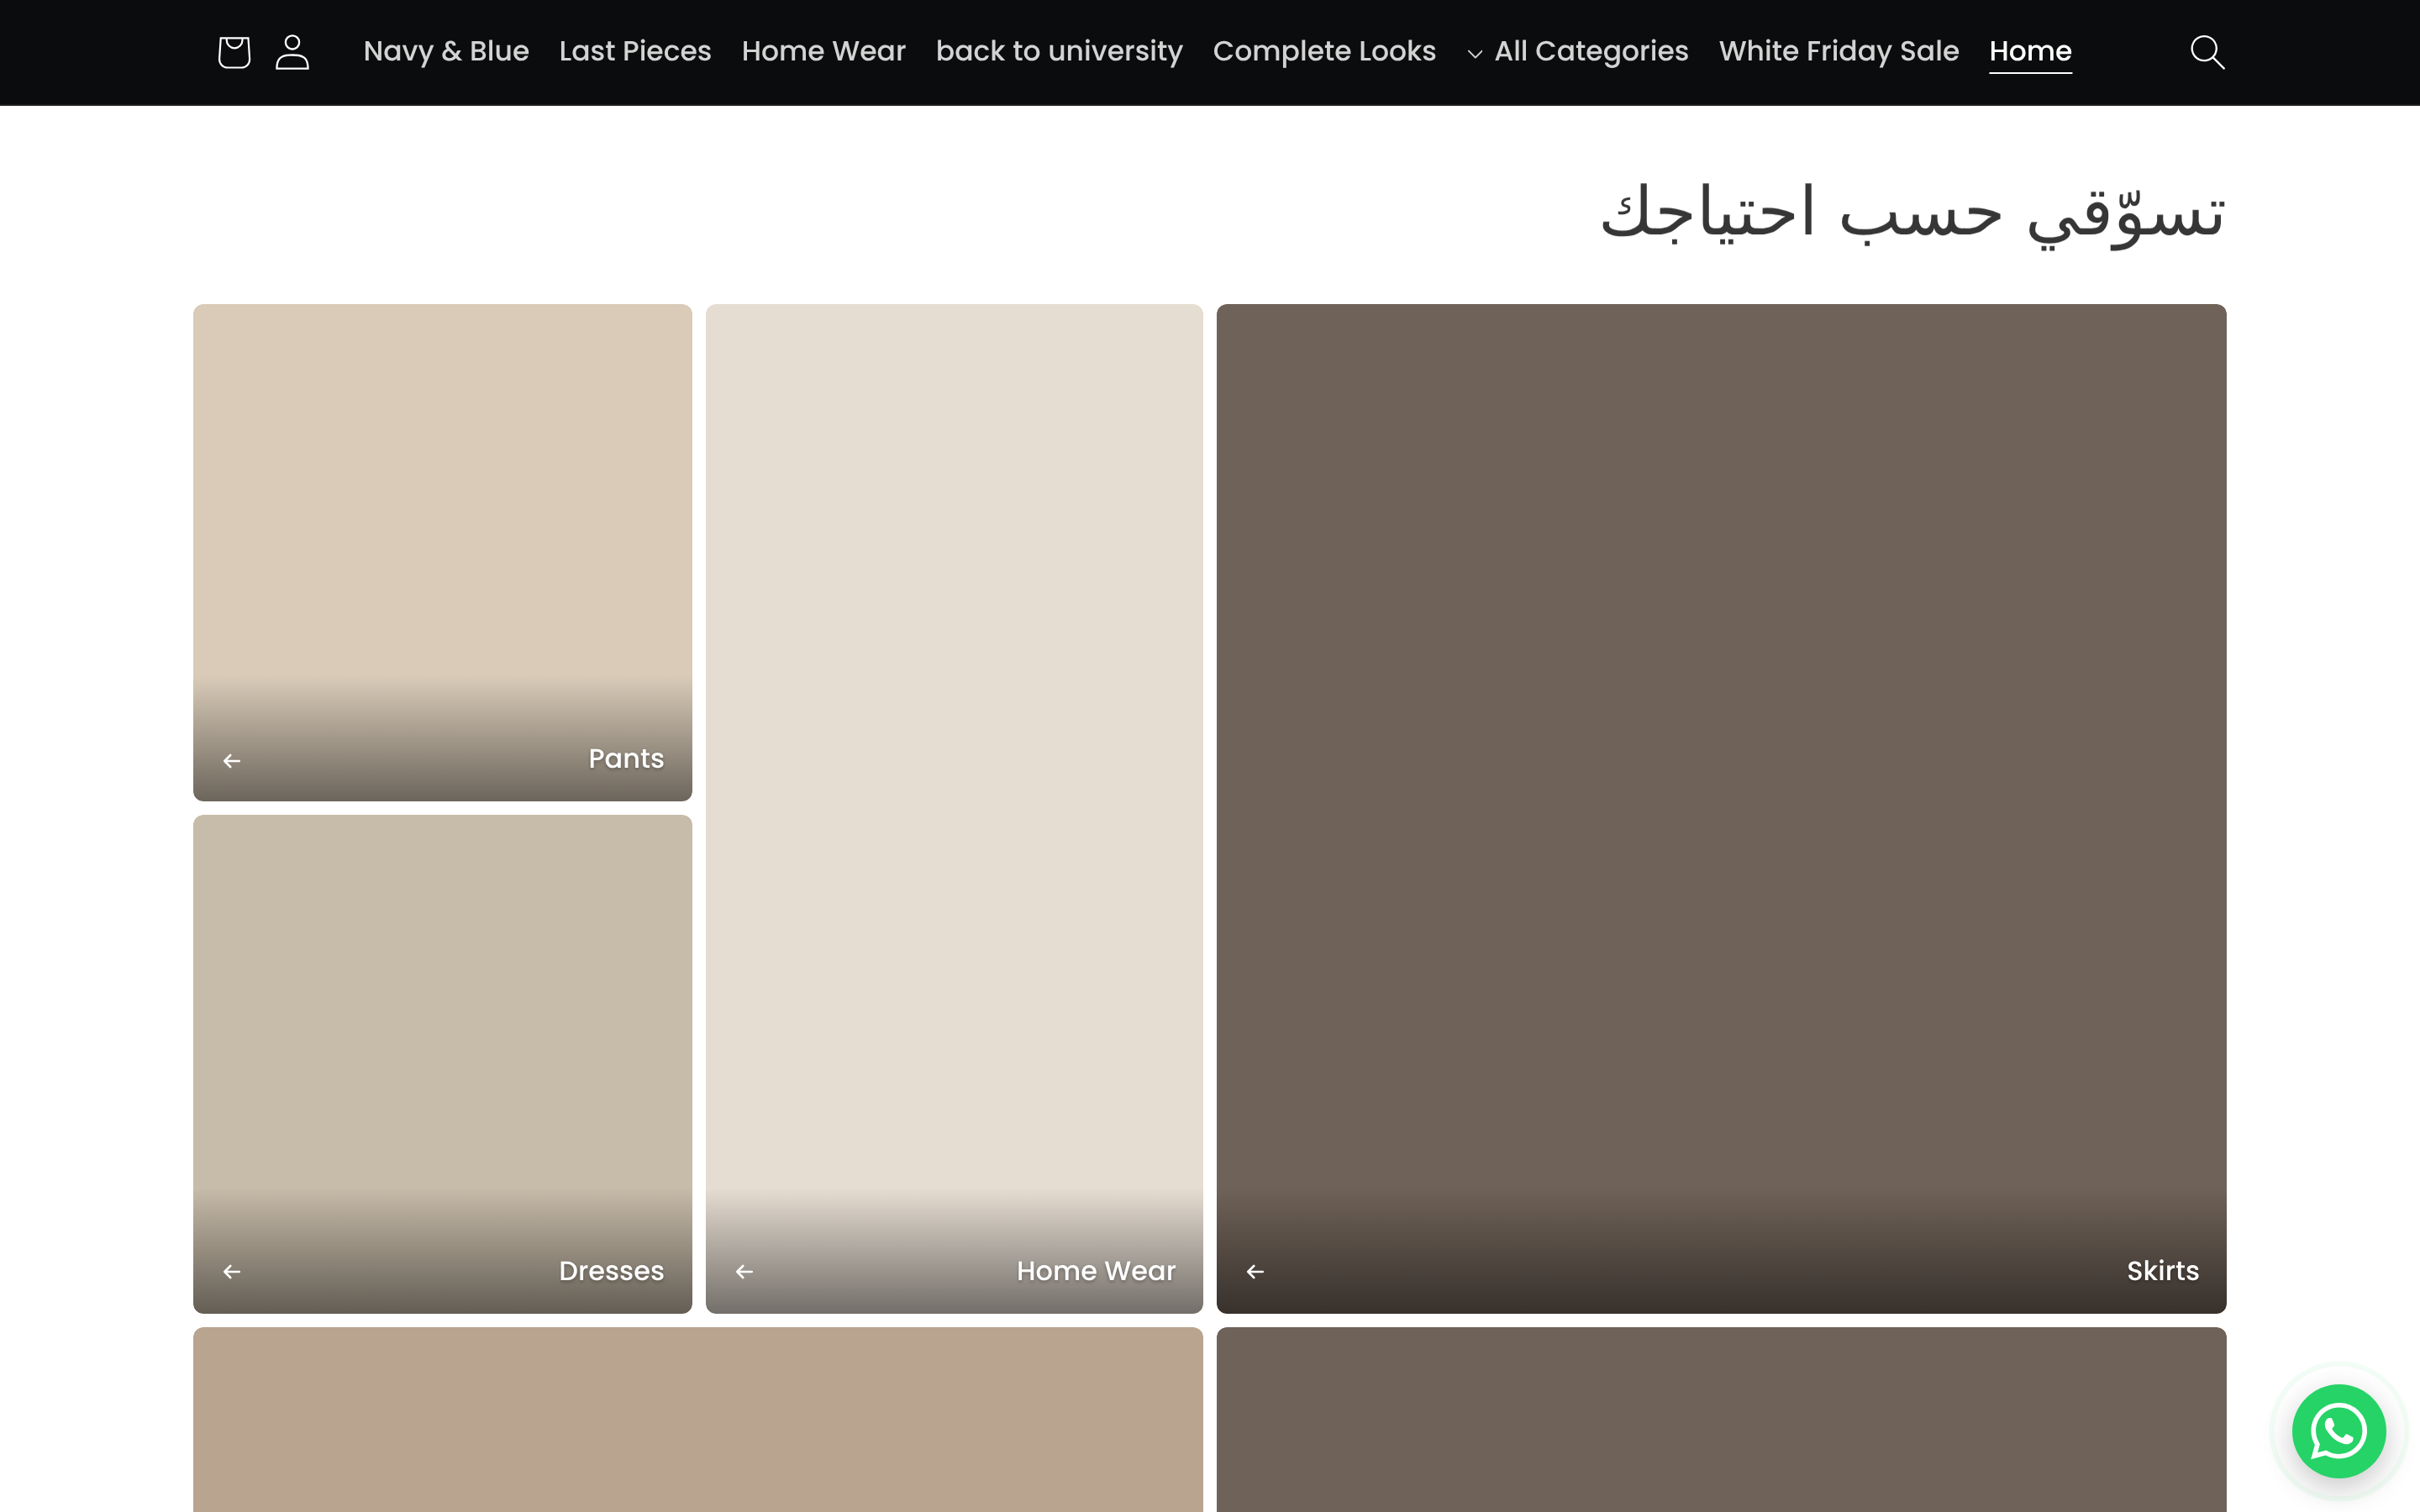 Home White Friday Sale All Categories Complete Looks back to university Home Wear Last Pieces Navy & Blue
تسوّقي حسب احتياجك
Skirts
Home Wear
Pants
Dresses